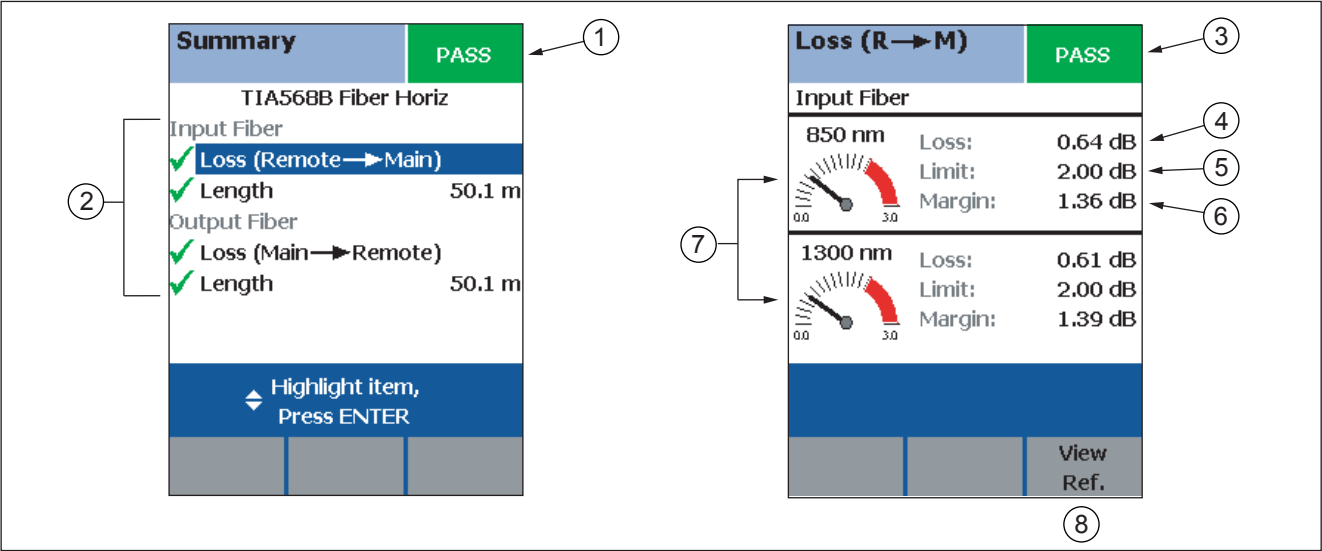 Summary
PASS
1
TIA568B Fiber Horiz
Input Fiber
Loss (Remote→Main)
Length 50.1 m
2
Output Fiber
Loss (Main→Remote)
Length 50.1 m
Highlight item,
Press ENTER
Loss (R→M)
PASS
3
Input Fiber
850 nm
Loss: 0.64 dB
4
Limit: 2.00 dB
5
Margin: 1.36 dB
6
0.0 3.0
7
1300 nm
Loss: 0.61 dB
Limit: 2.00 dB
Margin: 1.39 dB
0.0 3.0
View
Ref.
8